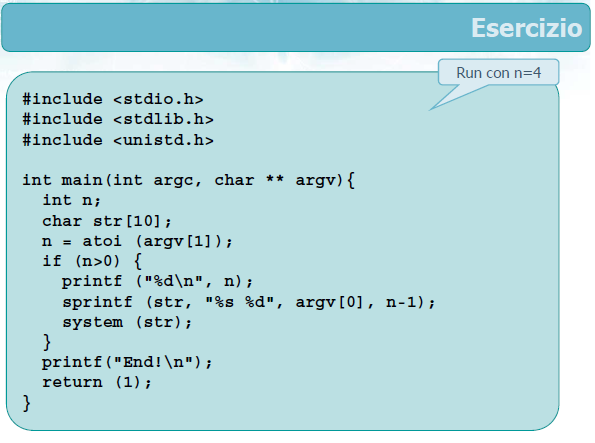 Esercizio
Run con n=4
#include <stdio.h>
#include <stdlib.h>
#include <unistd.h>
int main(int argc, char ** argv){
  int n;
  char str[10];
  n = atoi (argv[1]);
  if (n>0) {
    printf ("%d\n", n);
    sprintf (str, "%s %d", argv[0], n-1);
    system (str);
  }
  printf("End!\n");
  return (1);
}